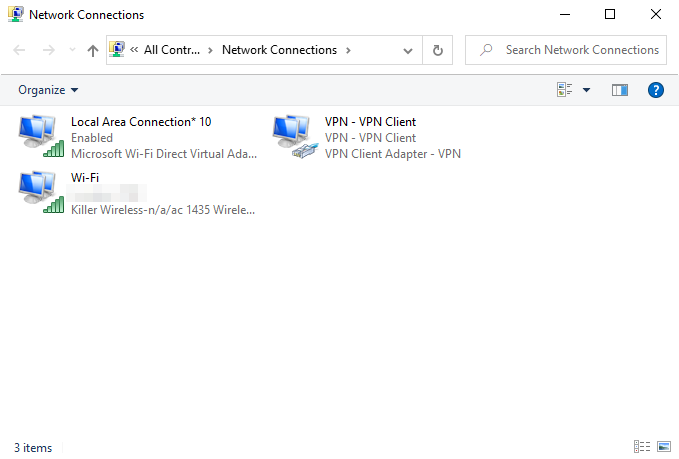 Network Connections
« All Contr... > Network Connections >
Search Network Connections
Organize
Local Area Connection* 10
Enabled
Microsoft Wi-Fi Direct Virtual Ada...
VPN - VPN Client
VPN - VPN Client
VPN Client Adapter - VPN
Wi-Fi
Killer Wireless-n/a/ac 1435 Wirele...
3 items